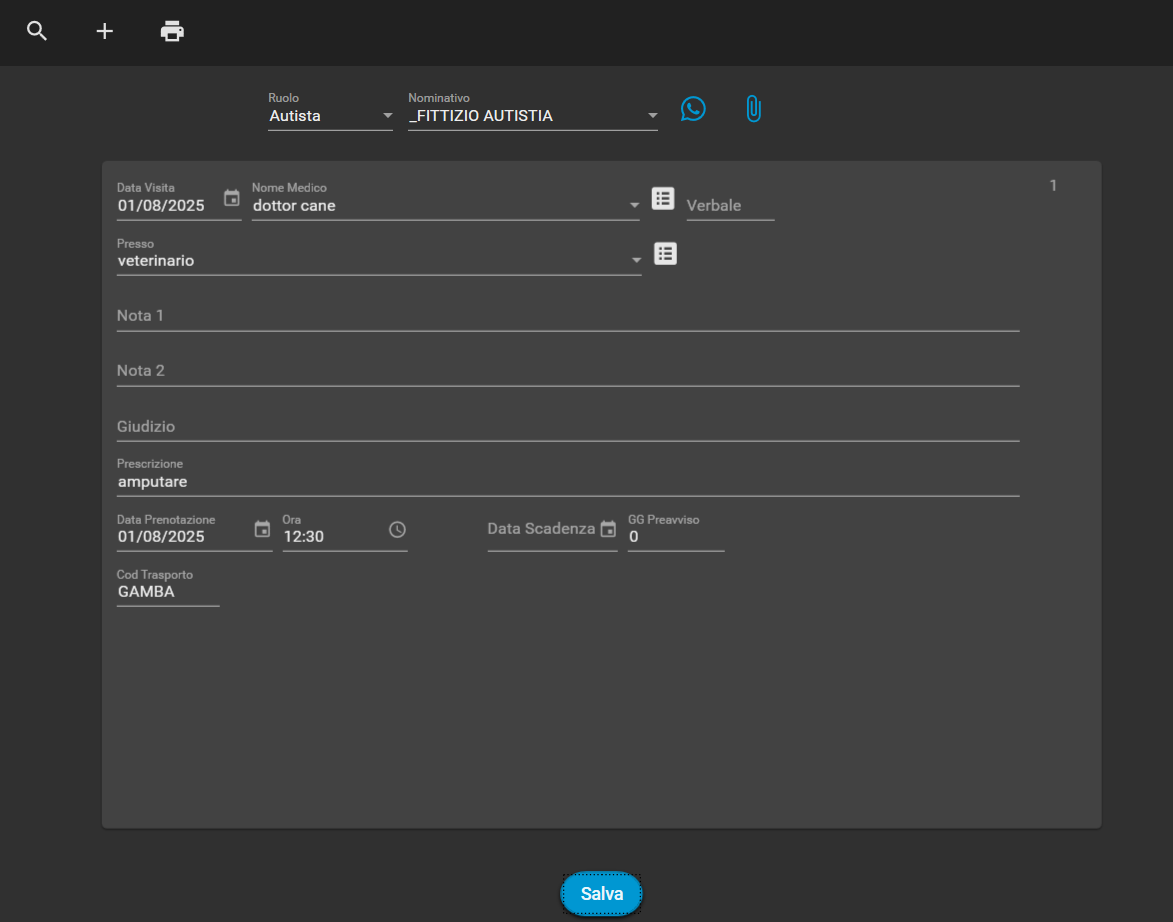 Ruolo
Autista
Nominativo
_FITTIZIO AUTISTIA
1
Data Visita
01/08/2025
Nome Medico
dottor cane
Verbale
Presso
veterinario
Nota 1
Nota 2
Giudizio
Prescrizione
amputare
Data Prenotazione
01/08/2025
Ora
12:30
Data Scadenza
GG Preavviso
0
Cod Trasporto
GAMBA
Salva